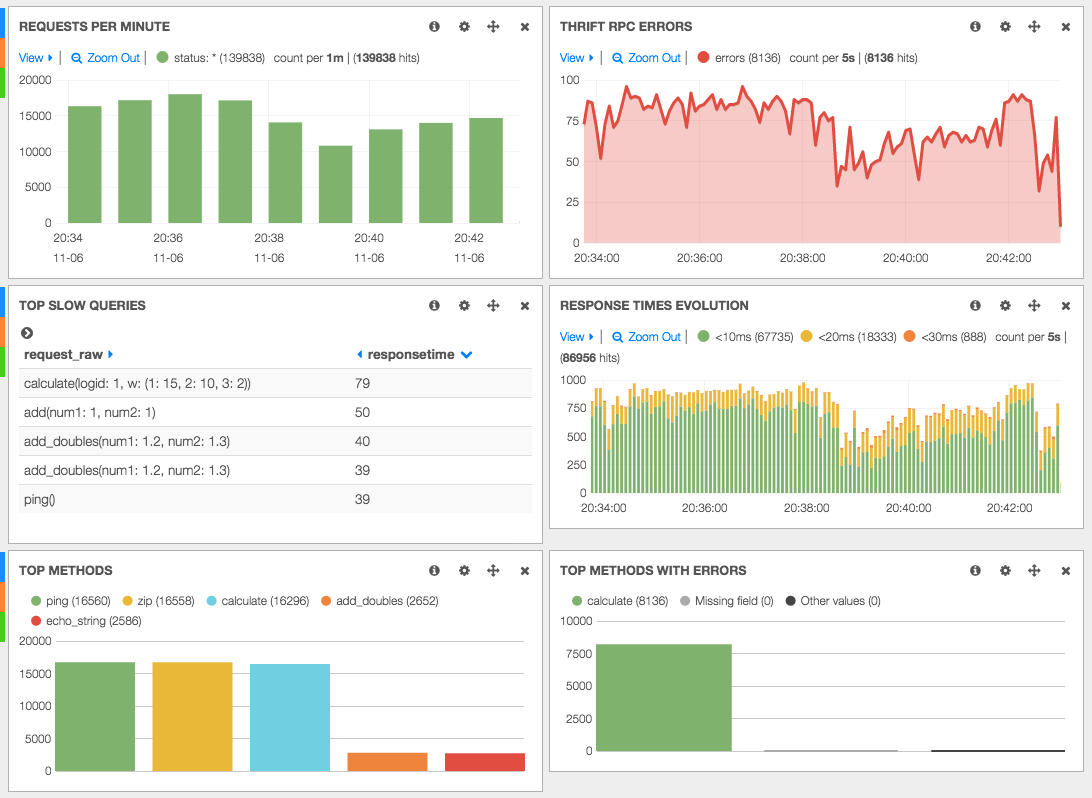 REQUESTS PER MINUTE
View | Zoom Out | status: * (139838) count per 1m | (139838 hits)
20000
15000
10000
5000
0
20:34 20:36 20:38 20:40 20:42
11-06 11-06 11-06 11-06 11-06
THRIFT RPC ERRORS
View | Zoom Out | errors (8136) count per 5s | (8136 hits)
100
75
50
25
0
20:34:00 20:36:00 20:38:00 20:40:00 20:42:00
TOP SLOW QUERIES
request_raw responsetime
calculate(logid: 1, w: (1: 15, 2: 10, 3: 2)) 79
add(num1: 1, num2: 1) 50
add_doubles(num1: 1.2, num2: 1.3) 40
add_doubles(num1: 1.2, num2: 1.3) 39
ping() 39
RESPONSE TIMES EVOLUTION
View | Zoom Out | <10ms (67735) <20ms (18333) <30ms (888) count per 5s |
(86956 hits)
1000
750
500
250
0
20:34:00 20:36:00 20:38:00 20:40:00 20:42:00
TOP METHODS
ping (16560) zip (16558) calculate (16296) add_doubles (2652)
echo_string (2586)
20000
15000
10000
5000
0
TOP METHODS WITH ERRORS
calculate (8136) Missing field (0) Other values (0)
10000
7500
5000
2500
0